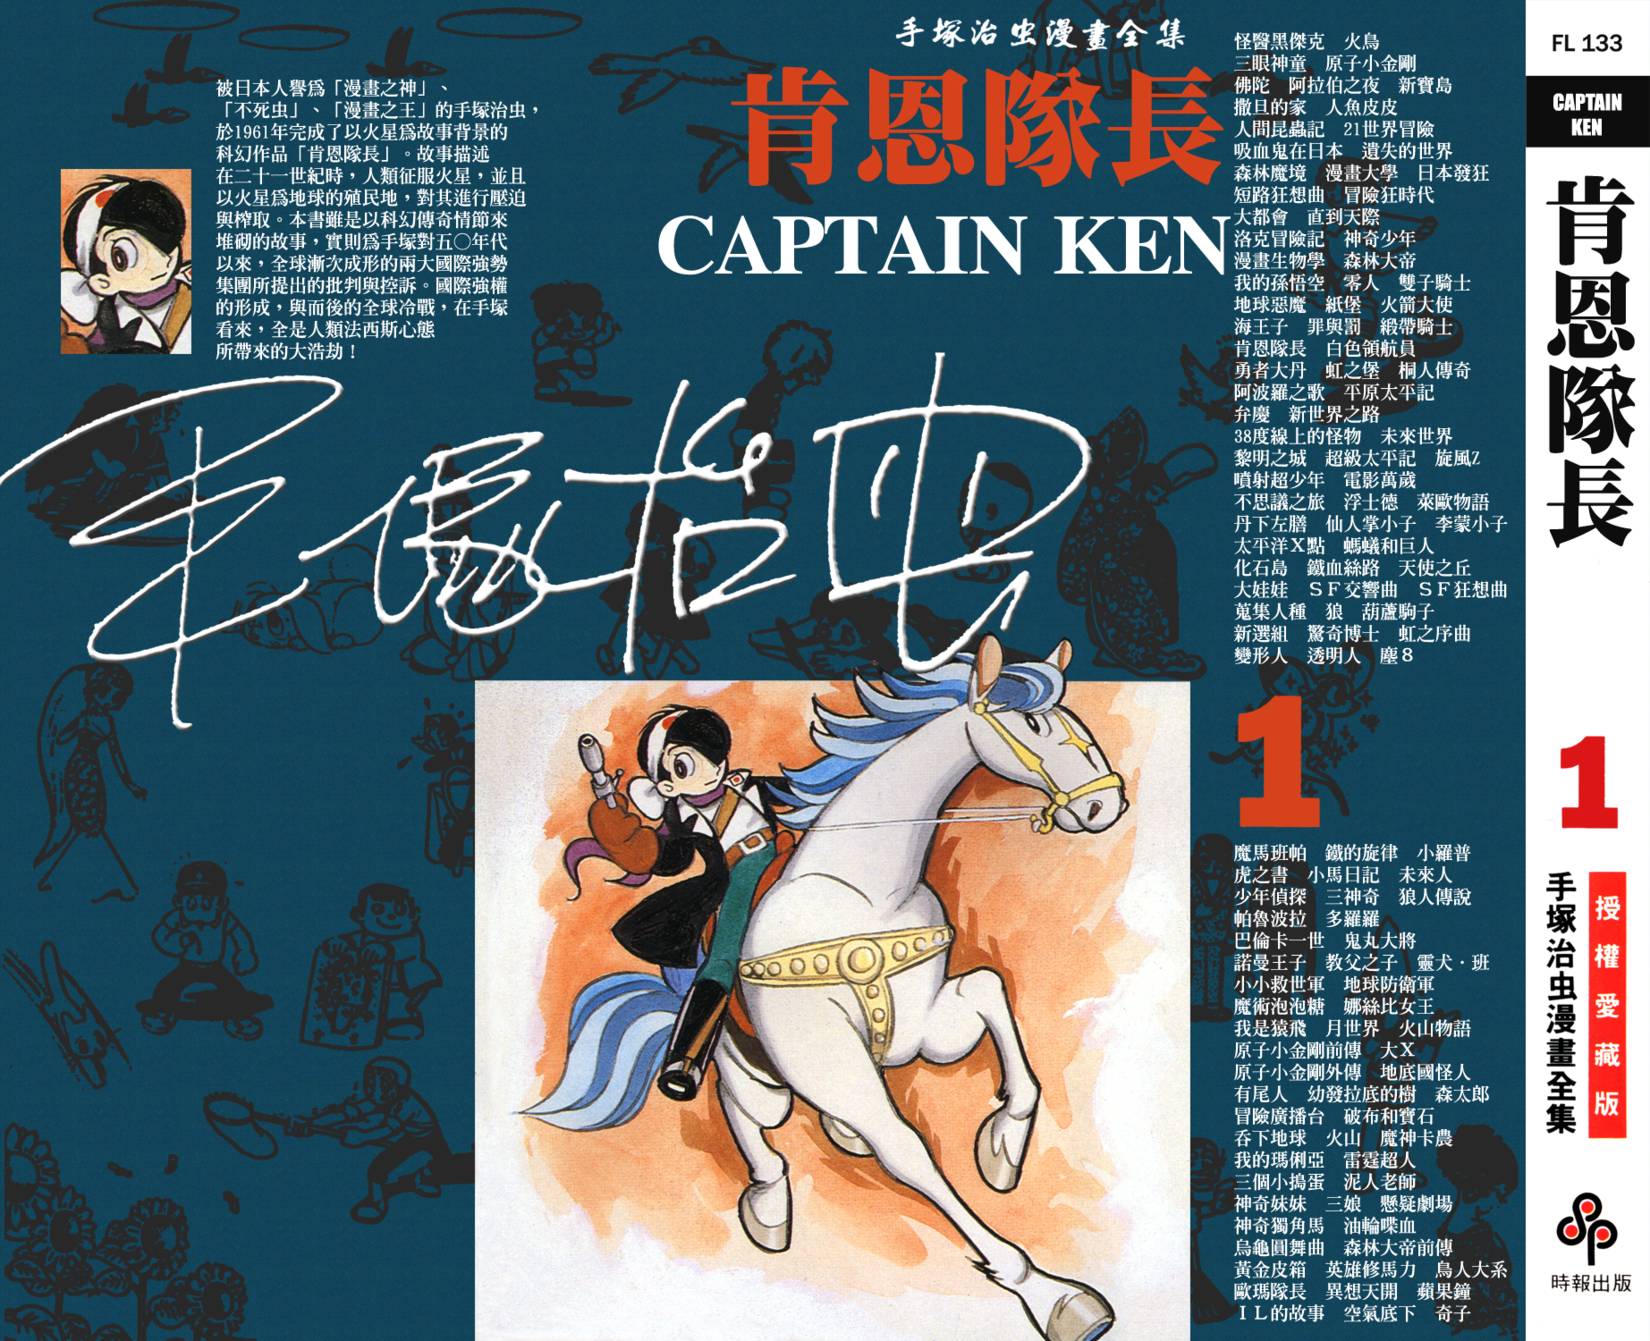 手塚治虫漫畫全集
肯恩隊長
CAPTAIN KEN
被日本人譽爲「漫畫之神」、
「不死虫」、「漫畫之王」的手塚治虫，
於1961年完成了以火星爲故事背景的
科幻作品「肯恩隊長」。故事描述
在二十一世紀時，人類征服火星，並且
以火星爲地球的殖民地，對其進行壓迫
與榨取。本書雖是以科幻傳奇情節來
堆砌的故事，實則爲手塚對五〇年代
以來，全球漸次成形的兩大國際強勢
集團所提出的批判與控訴。國際強權
的形成，與而後的全球冷戰，在手塚
看來，全是人類法西斯心態
所帶來的大浩劫！
手塚治虫
怪醫黑傑克　火鳥
三眼神童　原子小金剛
佛陀　阿拉伯之夜　新寶島
撒旦的家　人魚皮皮
人間昆蟲記　21世界冒險
吸血鬼在日本　遺失的世界
森林魔境　漫畫大學　日本發狂
短路狂想曲　冒險狂時代
大都會　直到天際
洛克冒險記　神奇少年
漫畫生物學　森林大帝
我的孫悟空　零人　雙子騎士
地球惡魔　紙堡　火箭大使
海王子　罪與罰　緞帶騎士
肯恩隊長　白色領航員
勇者大丹　虹之堡　桐人傳奇
阿波羅之歌　平原太平記
弁慶　新世界之路
38度線上的怪物　未來世界
黎明之城　超級太平記　旋風Z
噴射超少年　電影萬歲
不思議之旅　浮士德　萊歐物語
丹下左膳　仙人掌小子　李蒙小子
太平洋Ｘ點　螞蟻和巨人
化石島　鐵血絲路　天使之丘
大娃娃　ＳＦ交響曲　ＳＦ狂想曲
蒐集人種　狼　葫蘆駒子
新選組　驚奇博士　虹之序曲
變形人　透明人　塵８
1
魔馬班帕　鐵的旋律　小羅普
虎之書　小馬日記　未來人
少年偵探　三神奇　狼人傳說
帕魯波拉　多羅羅
巴倫卡一世　鬼丸大將
諾曼王子　教父之子　靈犬・班
小小救世軍　地球防衛軍
魔術泡泡糖　娜絲比女王
我是猿飛　月世界　火山物語
原子小金剛前傳　大Ｘ
原子小金剛外傳　地底國怪人
有尾人　幼發拉底的樹　森太郎
冒險廣播台　破布和寶石
吞下地球　火山　魔神卡農
我的瑪俐亞　雷霆超人
三個小搗蛋　泥人老師
神奇妹妹　三娘　懸疑劇場
神奇獨角馬　油輪喋血
烏龜圓舞曲　森林大帝前傳
黃金皮箱　英雄修馬力　鳥人大系
歐瑪隊長　異想天開　蘋果鐘
ＩＬ的故事　空氣底下　奇子
FL 133
CAPTAIN
KEN
肯恩隊長
1
授權愛藏版
手塚治虫漫畫全集
時報出版